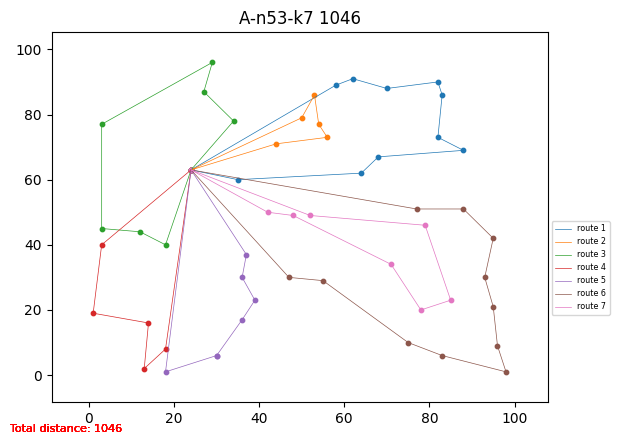 A-n53-k7 1046
100
80
60
40
20
0
0 20 40 60 80 100
route 1
route 2
route 3
route 4
route 5
route 6
route 7
Total distance: 1046